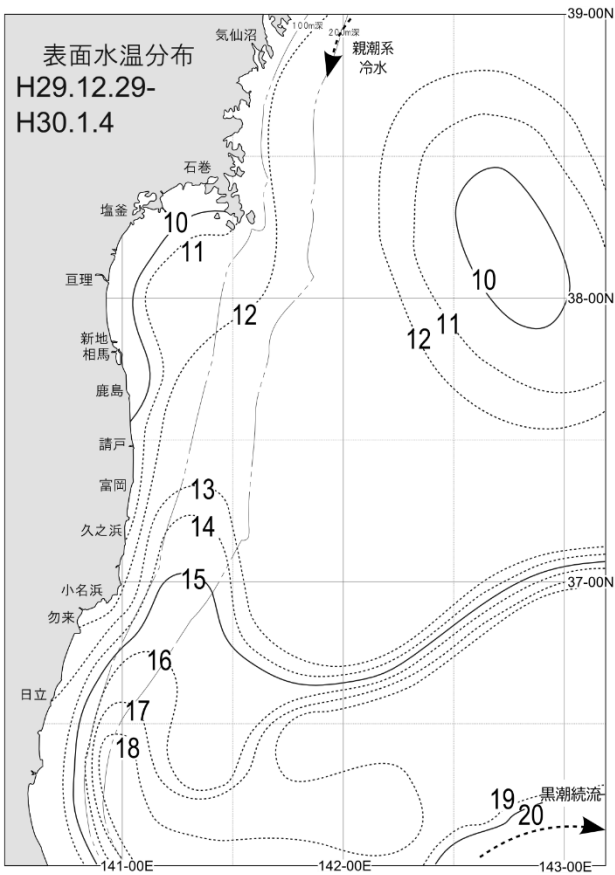 39-00N
気仙沼
100m深
200m深
親潮系
冷水
表面水温分布
H29.12.29-
H30.1.4
石巻
塩釜
10
11
亘理
10
38-00N
12
11
12
新地
相馬
鹿島
請戸
富岡
13
14
久之浜
15
37-00N
小名浜
勿来
16
日立
17
18
19
黒潮続流
20
141-00E
142-00E
143-00E
36-00N